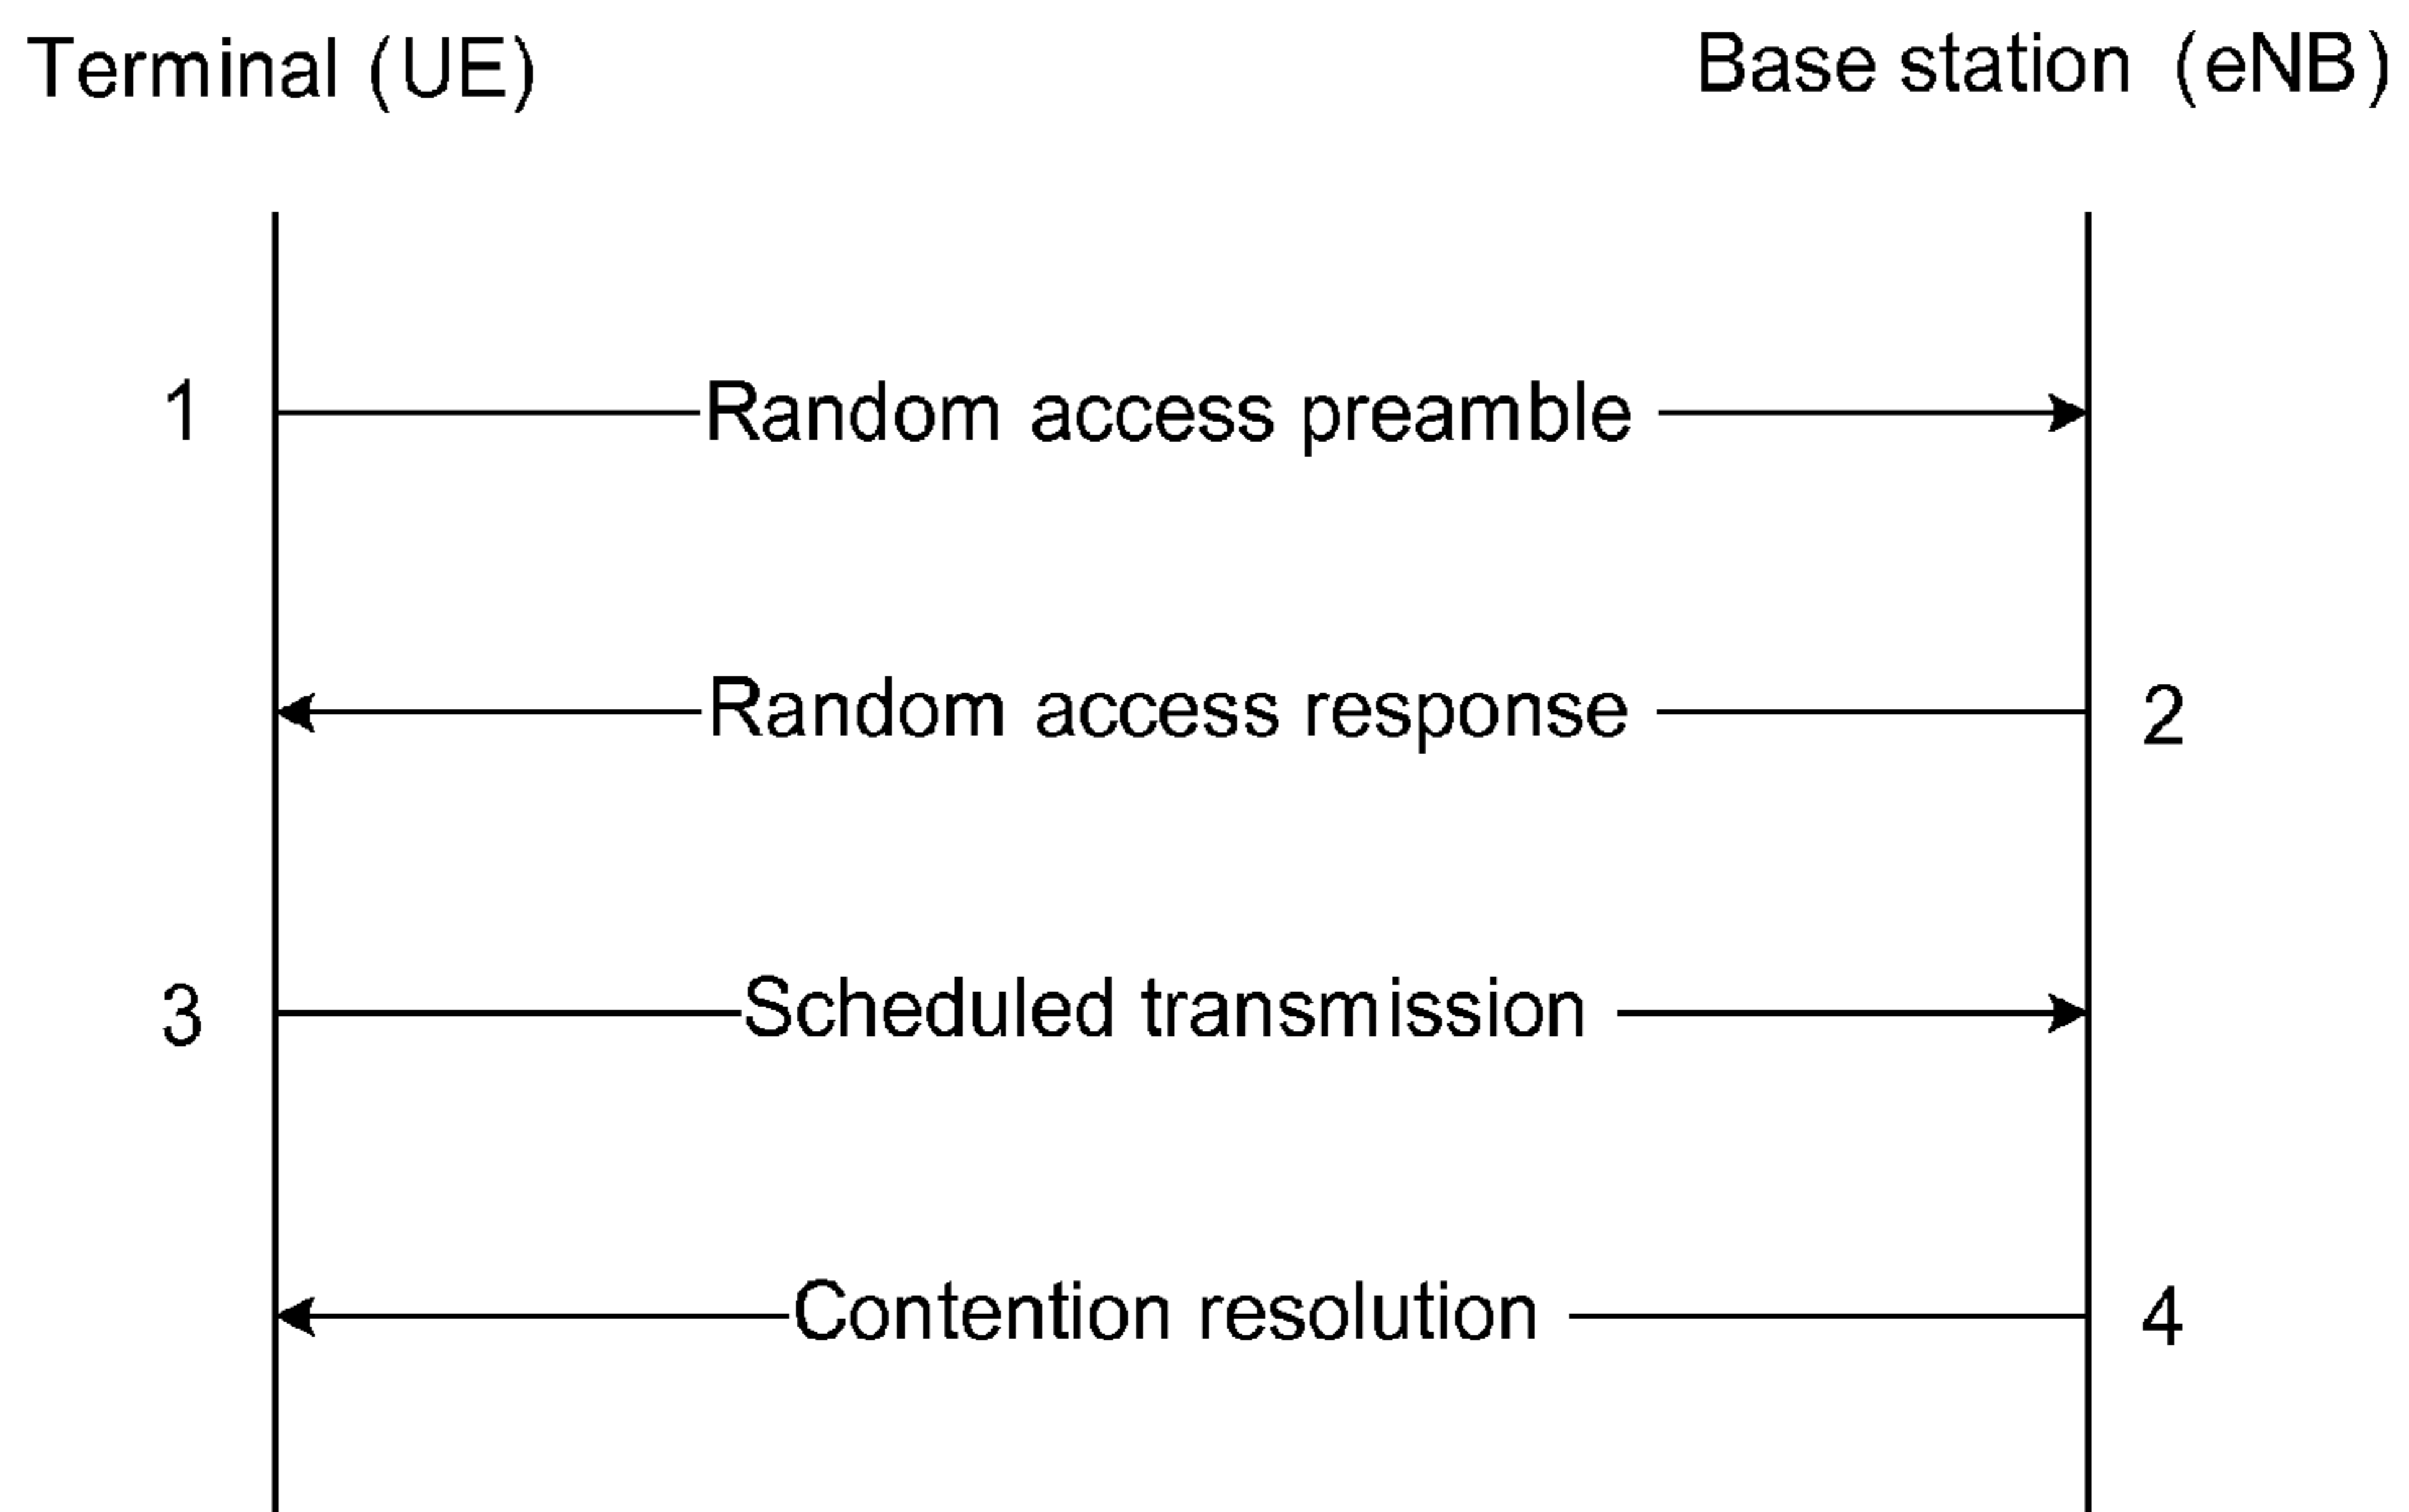 Terminal (UE)
Base station (eNB)
1 Random access preamble
Random access response 2
3 Scheduled transmission
Contention resolution 4